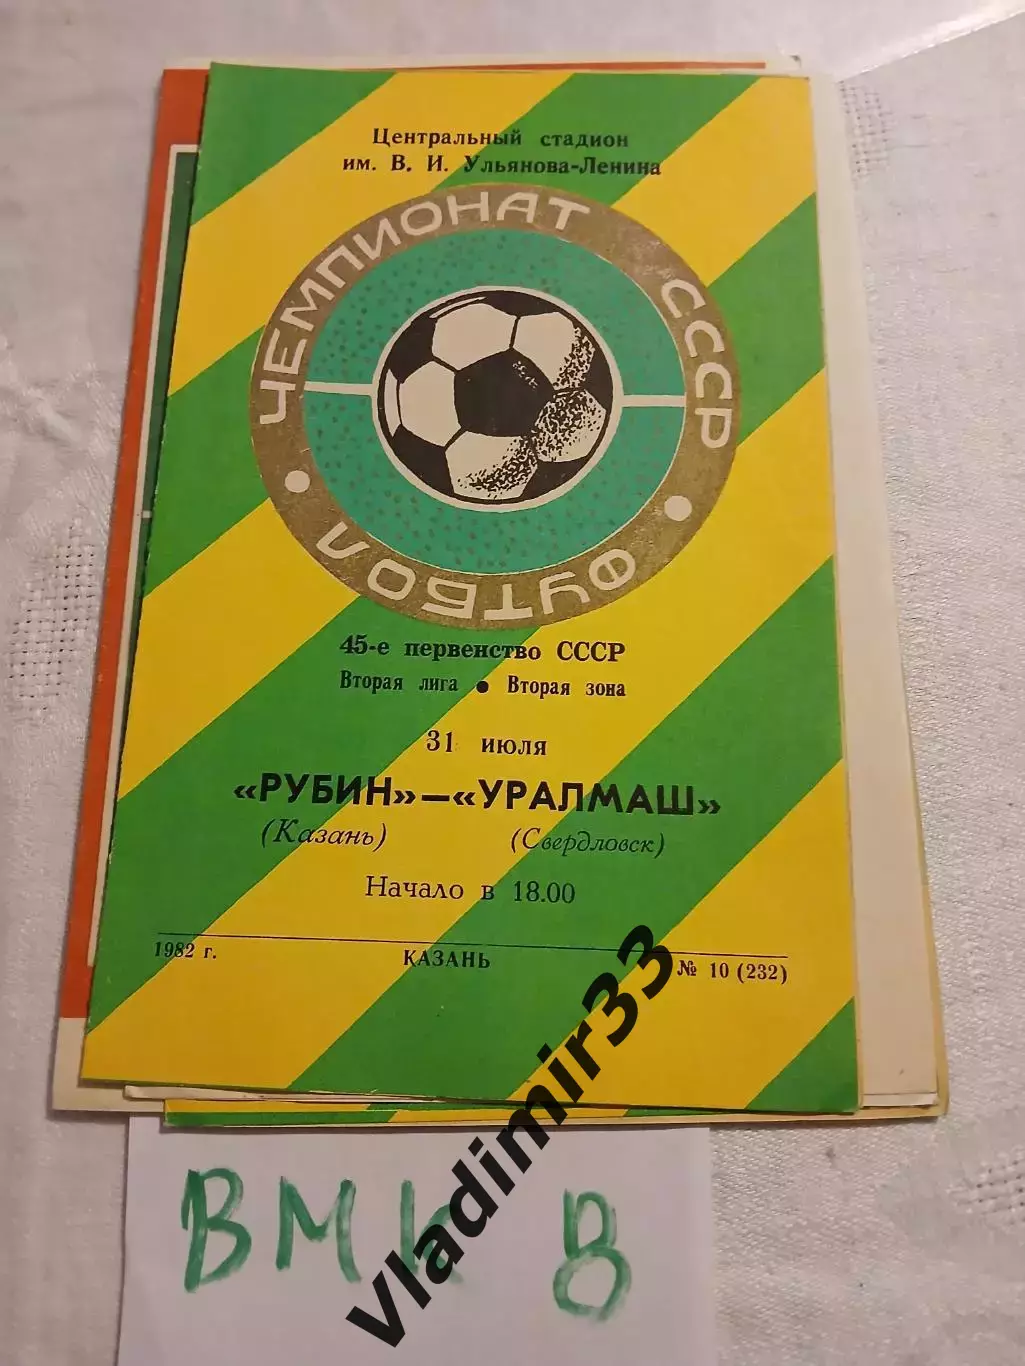 Центральный стадион
им. В. И. Ульянова-Ленина
ЧЕМПИОНАТ СССР
ФУТБОЛ
45-е первенство СССР
Вторая лига • Вторая зона
31 июля
«РУБИН»—«УРАЛМАШ»
(Казань) (Свердловск)
Начало в 18.00
1982 г. КАЗАНЬ № 10 (232)
Vladimir33
ВМК 8